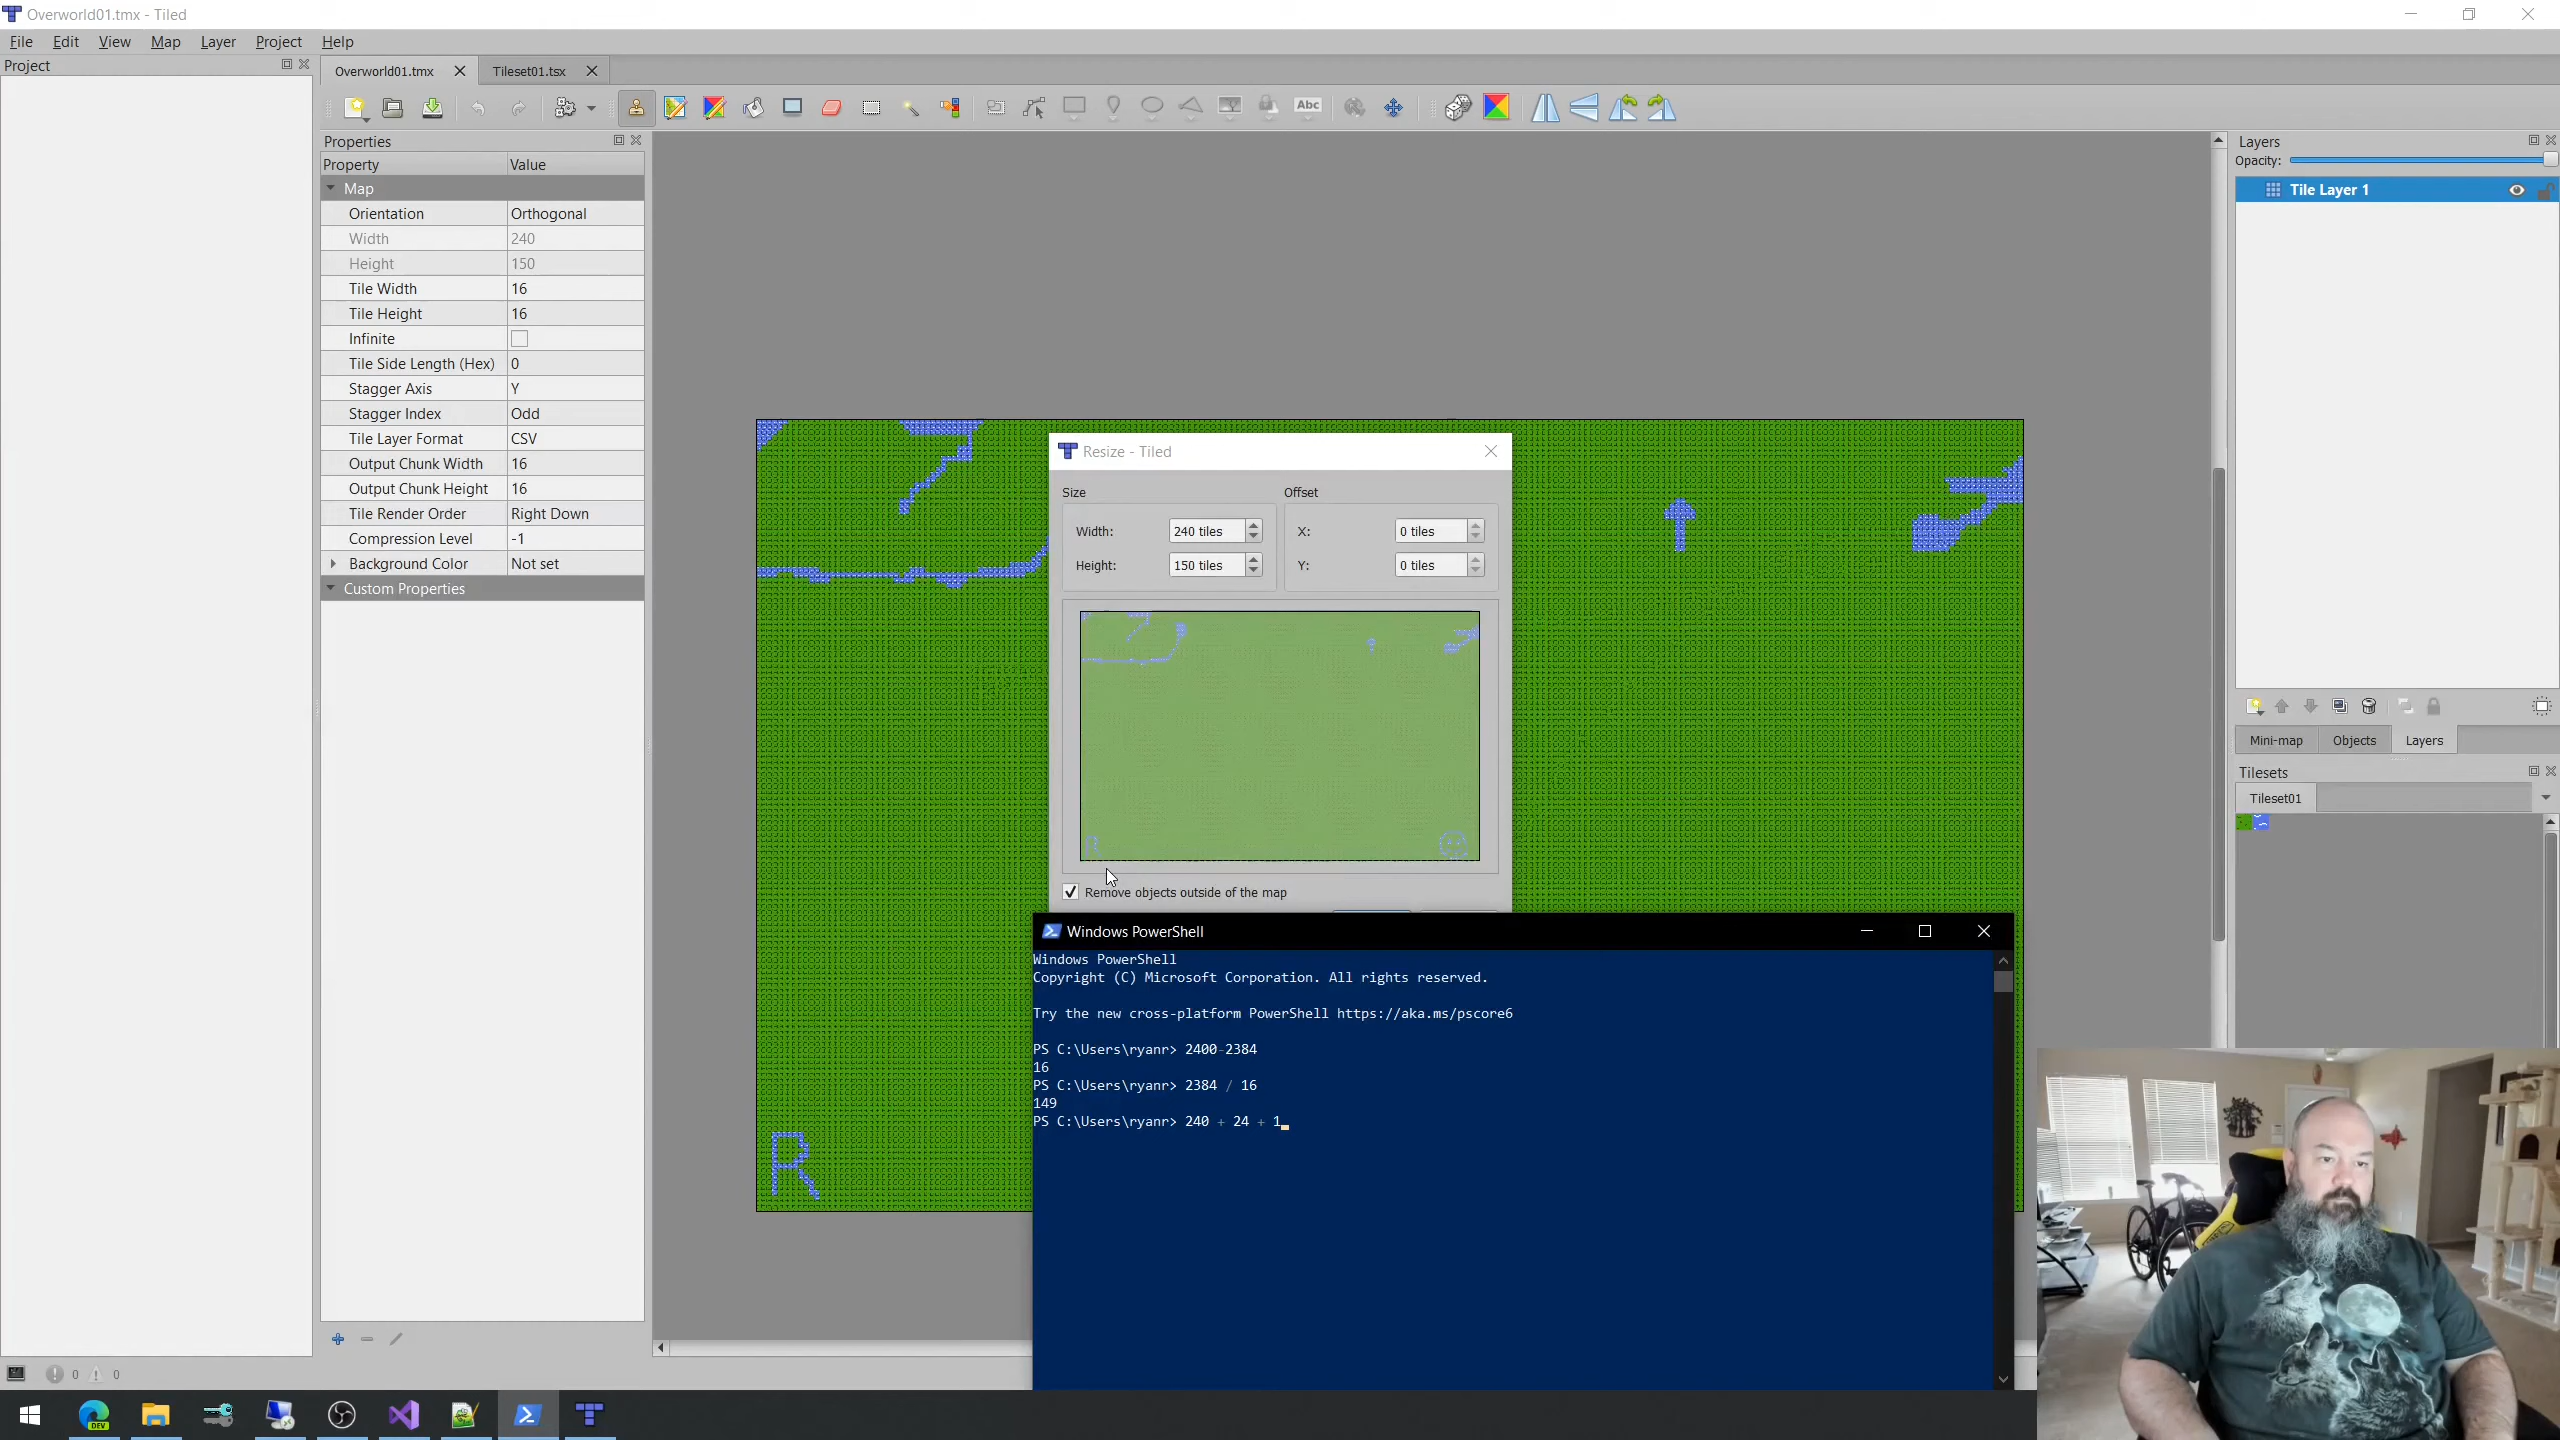 Overworld01.tmx - Tiled
File Edit View Map Layer Project Help
Project
Overworld01.tmx
Tileset01.tsx
Abc
Properties
Property Value
Map
Orientation Orthogonal
Width 240
Height 150
Tile Width 16
Tile Height 16
Infinite
Tile Side Length (Hex) 0
Stagger Axis Y
Stagger Index Odd
Tile Layer Format CSV
Output Chunk Width 16
Output Chunk Height 16
Tile Render Order Right Down
Compression Level -1
Background Color Not set
Custom Properties
0 0
R
Resize - Tiled
Size
Offset
Width: 240 tiles
X: 0 tiles
Height: 150 tiles
Y: 0 tiles
Remove objects outside of the map
Windows PowerShell
Windows PowerShell
Copyright (C) Microsoft Corporation. All rights reserved.
Try the new cross-platform PowerShell https://aka.ms/pscore6
PS C:\Users\ryanr> 2400-2384
16
PS C:\Users\ryanr> 2384 / 16
149
PS C:\Users\ryanr> 240 + 24 + 1
Layers
Opacity:
Tile Layer 1
Mini-map Objects Layers
Tilesets
Tileset01
DEV